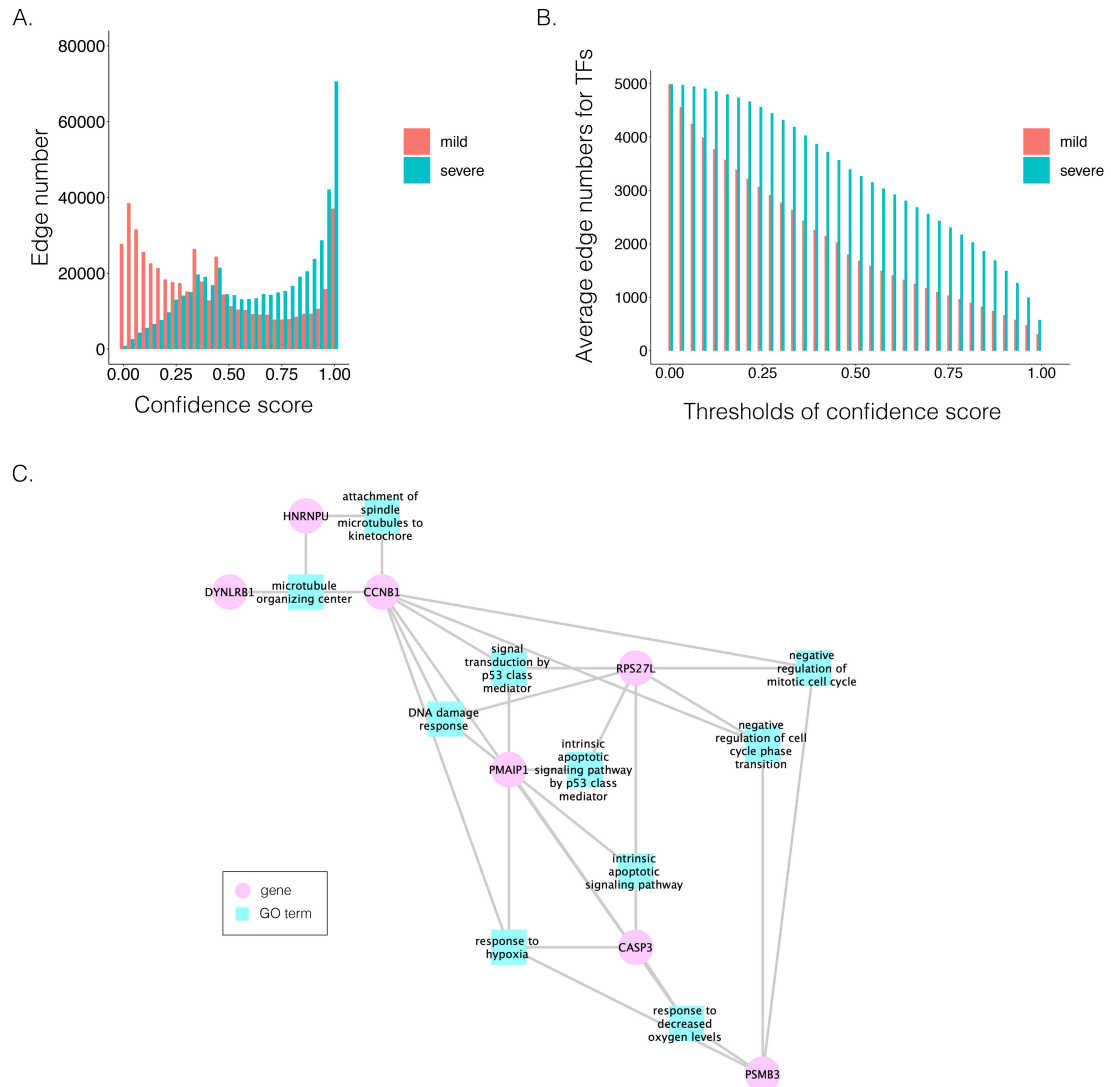 A.
80000
60000
40000
20000
0
Edge number
0.00 0.25 0.50 0.75 1.00
Confidence score
mild
severe
B.
5000
4000
3000
2000
1000
0
Average edge numbers for TFs
0.00 0.25 0.50 0.75 1.00
Thresholds of confidence score
mild
severe
C.
HNRNPU
attachment of
spindle
microtubules to
kinetochore
DYNLRB1
microtubule
organizing center
CCNB1
signal
transduction by
p53 class
mediator
RPS27L
negative
regulation of
mitotic cell cycle
DNA damage
response
negative
regulation of cell
cycle phase
transition
PMAIP1
intrinsic
apoptotic
signaling pathway
by p53 class
mediator
intrinsic
apoptotic
signaling pathway
gene
GO term
response to
hypoxia
CASP3
response to
decreased
oxygen levels
PSMB3